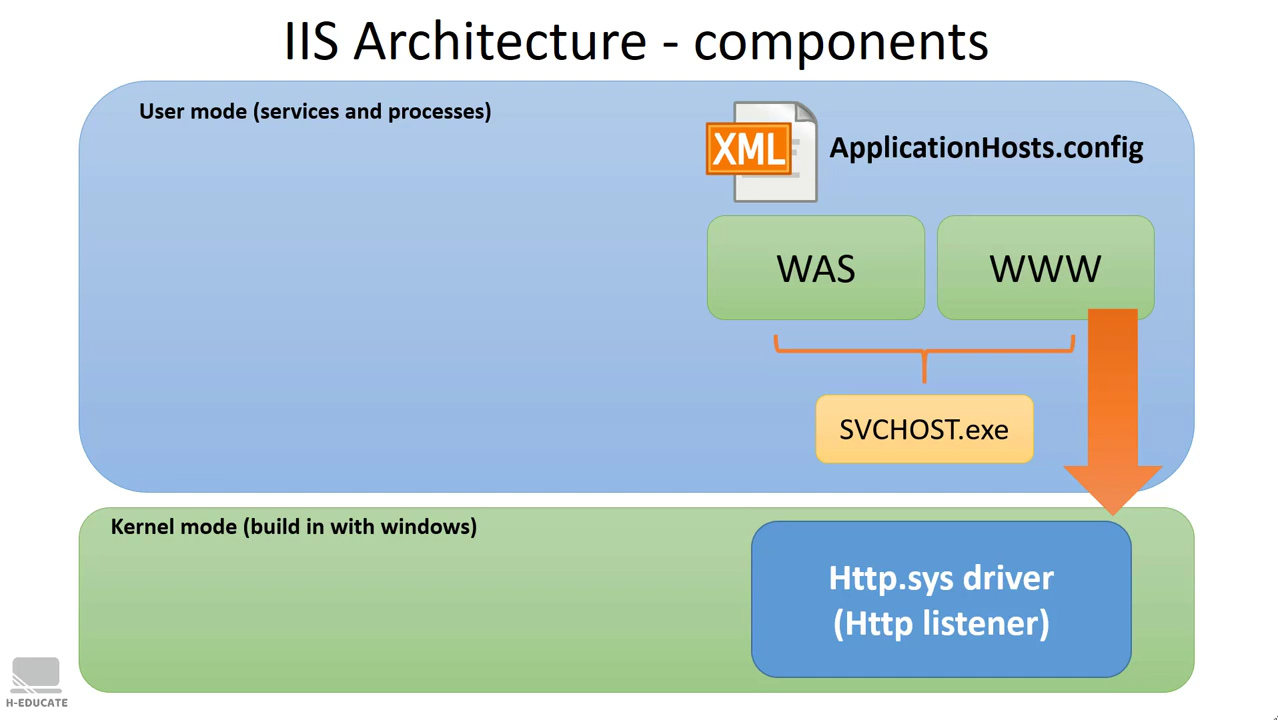 IIS Architecture - components
User mode (services and processes)
XML
ApplicationHosts.config
WAS
WWW
SVCHOST.exe
Kernel mode (build in with windows)
Http.sys driver
(Http listener)
H-EDUCATE